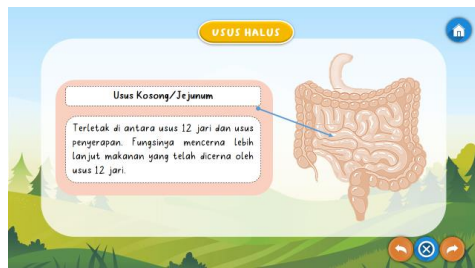 USUS HALUS
Usus Kosong/Jejunum
Terletak di antara usus 12 jari dan usus
penyerapan. Fungsinya mencerna lebih
lanjut makanan yang telah dicerna oleh
usus 12 jari.